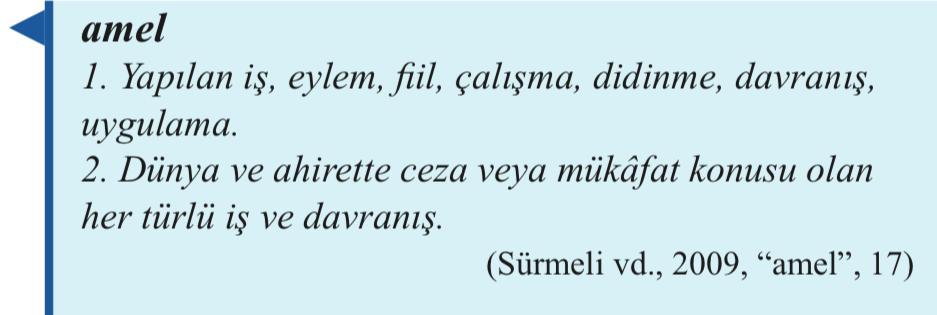 amel
1. Yapılan iş, eylem, fiil, çalışma, didinme, davranış,
uygulama.
2. Dünya ve ahirette ceza veya mükâfat konusu olan
her türlü iş ve davranış.
(Sürmeli vd., 2009, “amel”, 17)